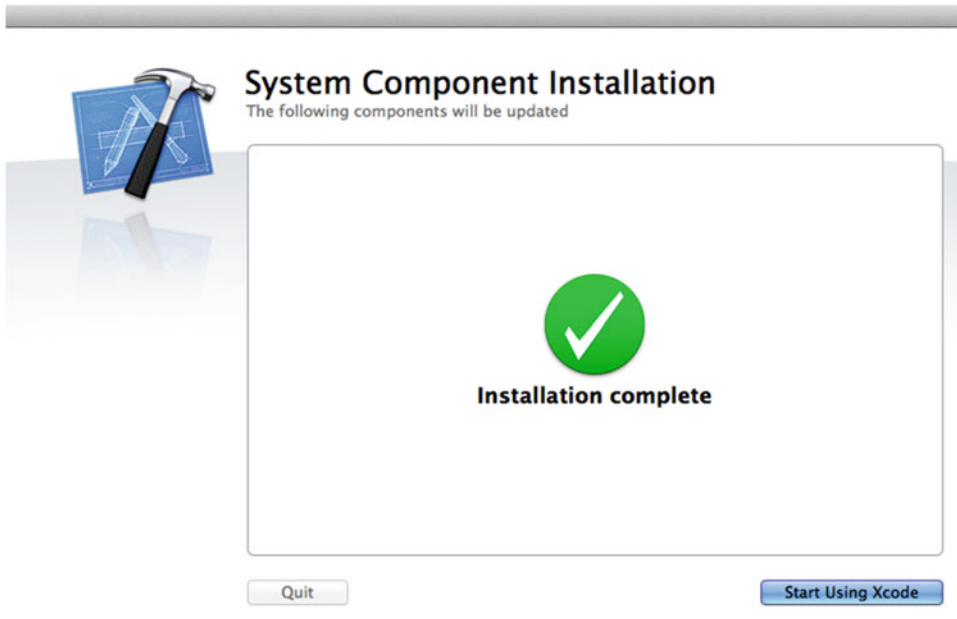 System Component Installation
The following components will be updated
Installation complete
Quit
Start Using Xcode